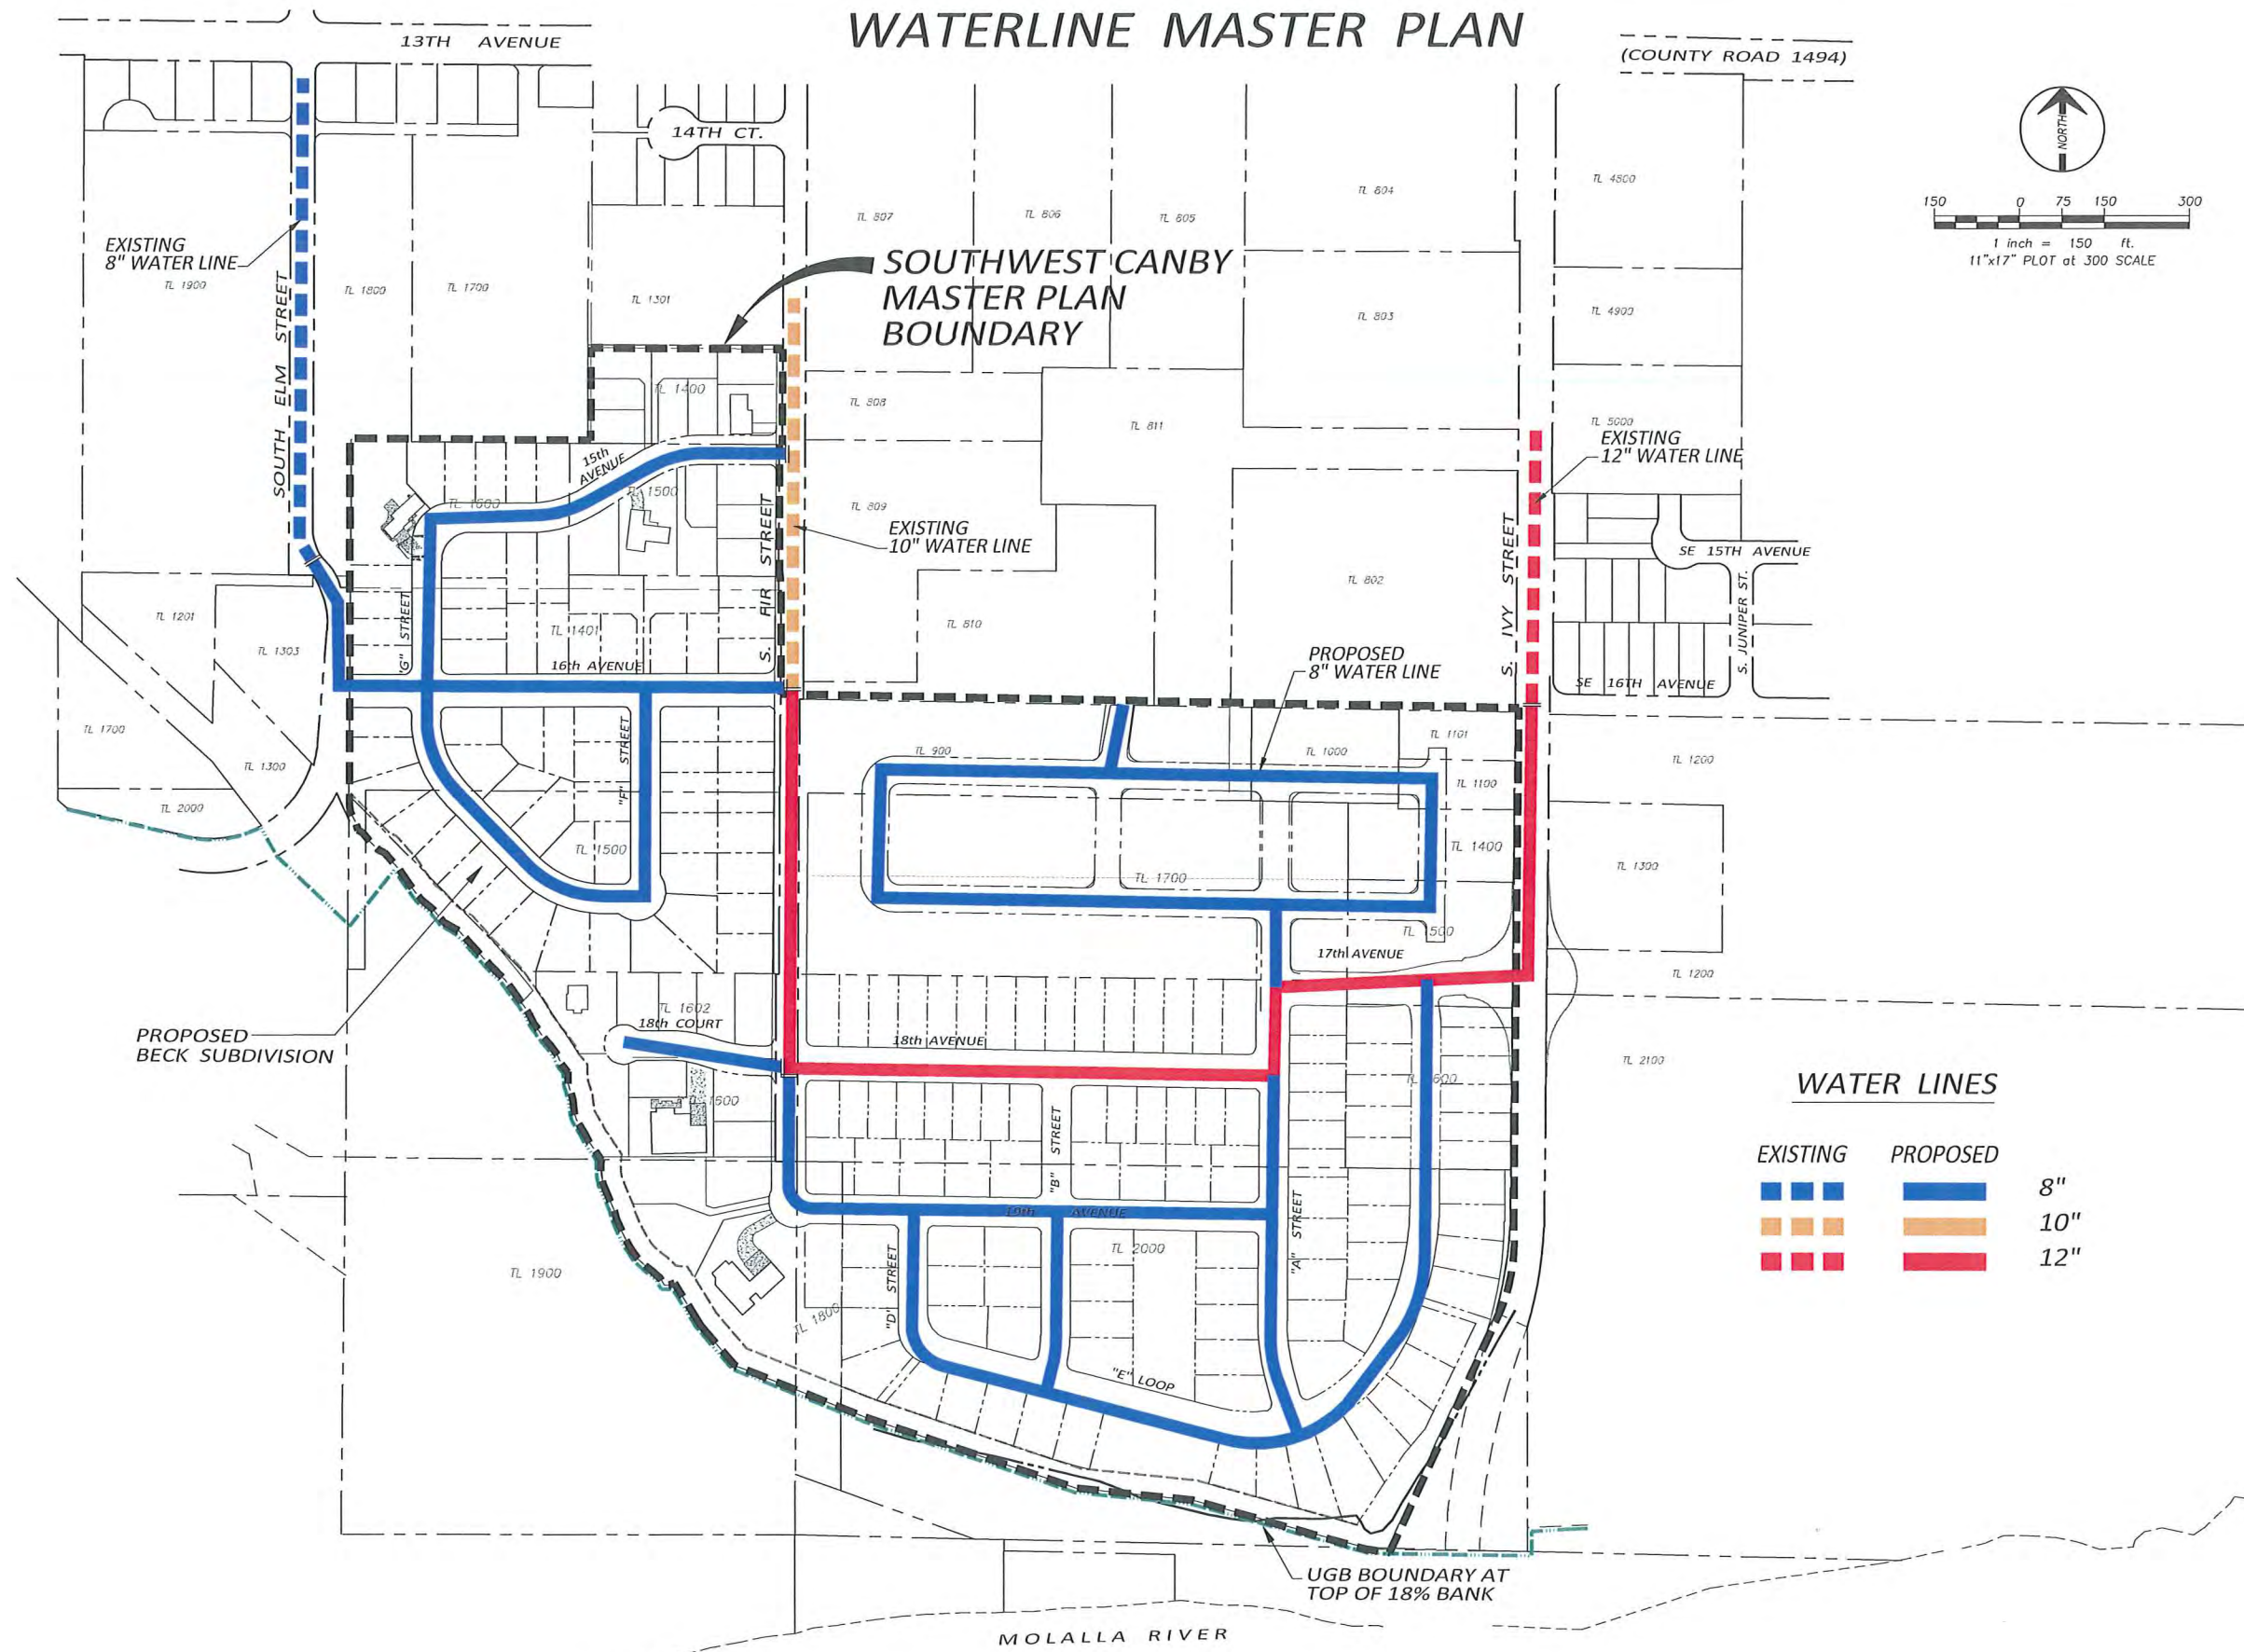 WATERLINE MASTER PLAN
13TH AVENUE
(COUNTY ROAD 1494)
14TH CT.
NORTH
150 0 75 150 300
1 inch = 150 ft.
11"x17" PLOT at 300 SCALE
TL 4800
TL 804
TL 807
TL 806
TL 805
EXISTING
8" WATER LINE
TL 1900
SOUTH ELM STREET
TL 1800
TL 1700
TL 1301
SOUTHWEST CANBY
MASTER PLAN
BOUNDARY
TL 803
TL 4900
TL 1400
TL 808
TL 811
TL 5000
EXISTING
12" WATER LINE
15th
AVENUE
TL 1600
TL 1500
TL 809
S. FIR STREET
EXISTING
10" WATER LINE
S. IVY STREET
SE 15TH AVENUE
S. JUNIPER ST.
TL 802
TL 1201
TL 1303
"G" STREET
TL 1401
16th AVENUE
TL 810
PROPOSED
8" WATER LINE
SE 16TH AVENUE
TL 1700
TL 1300
TL 2000
"F" STREET
TL 900
TL 1000
TL 1101
TL 1100
TL 1200
TL 1500
TL 1700
TL 1400
TL 1300
TL 1500
17th AVENUE
TL 1200
PROPOSED
BECK SUBDIVISION
TL 1602
18th COURT
18th AVENUE
TL 2100
"B" STREET
WATER LINES
EXISTING PROPOSED
8"
10"
12"
19th AVENUE
"A" STREET
TL 2000
"D" STREET
TL 1900
TL 1800
"E" LOOP
UGB BOUNDARY AT
TOP OF 18% BANK
MOLALLA RIVER